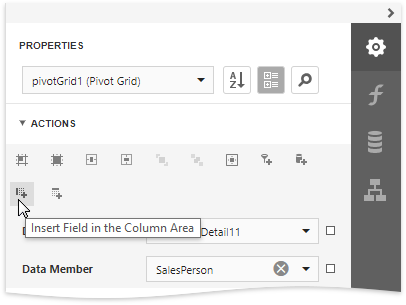 PROPERTIES
pivotGrid1 (Pivot Grid)
A
Z
ACTIONS
Insert Field in the Column Area
D
Detail11
Data Member
SalesPerson